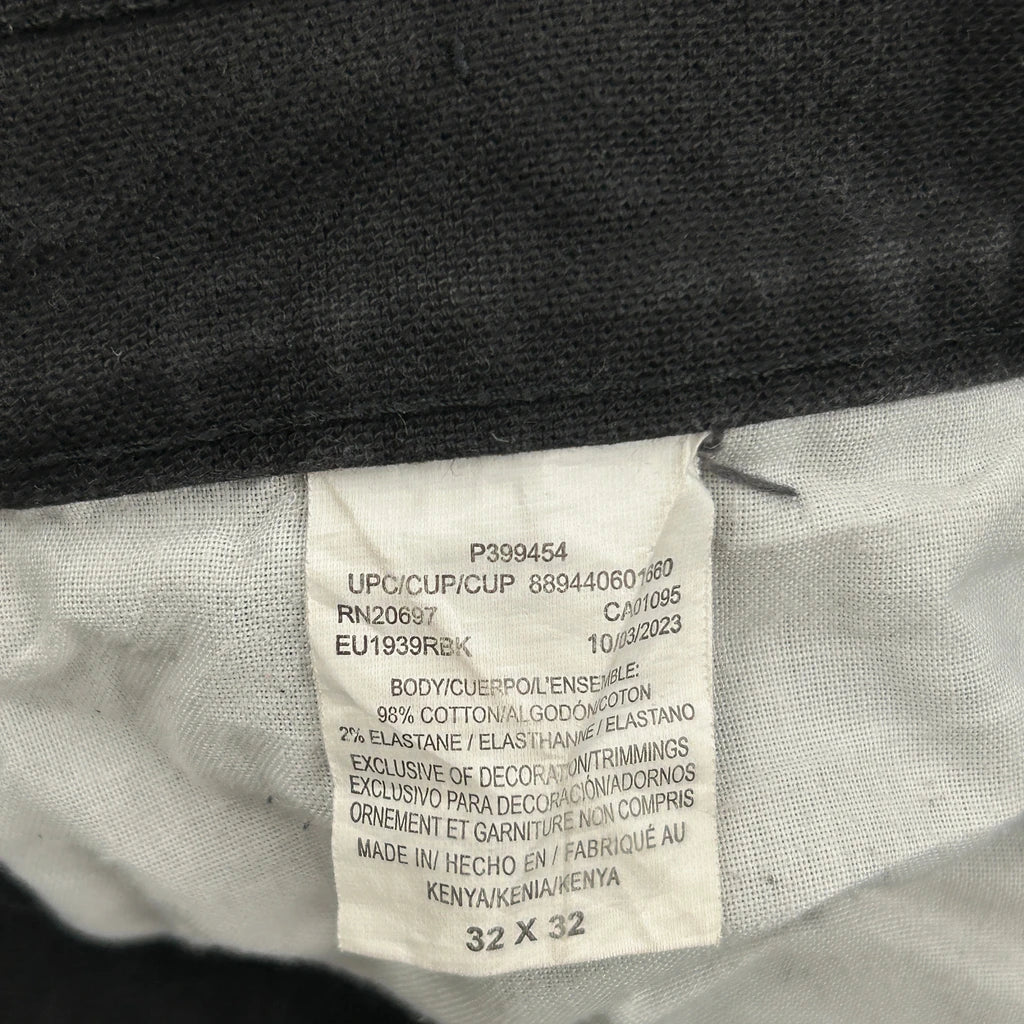 P399454
UPC/CUP/CUP 889440601660
RN20697 CA01095
EU1939RBK 10/03/2023
BODY/CUERPO/L'ENSEMBLE:
98% COTTON/ALGODÓN/COTON
2% ELASTANE / ELASTHANNE / ELASTANO
EXCLUSIVE OF DECORATION/TRIMMINGS
EXCLUSIVO PARA DECORACIÓN/ADORNOS
ORNEMENT ET GARNITURE NON COMPRIS
MADE IN/ HECHO EN / FABRIQUÉ AU
KENYA/KENIA/KENYA
32 X 32